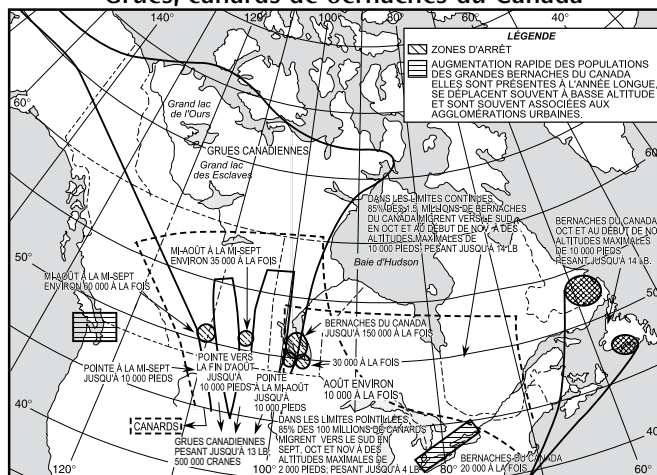 Grues, canards de bernaches du Canada
140°
120°
100°
80°
60°
40°
LÉGENDE
ZONES D'ARRÊT
AUGMENTATION RAPIDE DES POPULATIONS
DES GRANDES BERNACHES DU CANADA
ELLES SONT PRÉSENTES À L'ANNÉE LONGUE,
SE DÉPLACENT SOUVENT À BASSE ALTITUDE
ET SONT SOUVENT ASSOCIÉES AUX
AGGLOMÉRATIONS URBAINES.
60°
Grand lac
de l'Ours
GRUES CANADIENNES
Grand lac
des Esclaves
60°
DANS LES LIMITES CONTINUES,
85% DES 1.5 MILLIONS DE BERNACHES
DU CANADA MIGRENT VERS LE SUD
EN OCT ET AU DÉBUT DE NOV À DES
ALTITUDES MAXIMALES DE
10 000 PIEDS; PESANT JUSQU'À 14 LB
BERNACHES DU CANADA
OCT ET AU DÉBUT DE NO
ALTITUDES MAXIMALES
DE 10 000 PIEDS
PESANT JUSQU'À 14 LB.
Baie d'Hudson
50°
MI-AOÛT À LA MI-SEPT
ENVIRON 35 000 À LA FOIS
MI-AOÛT À LA MI-SEPT
ENVIRON 60 000 À LA FOIS
50°
BERNACHES DU CANADA
JUSQU'À 150 000 À LA FOIS
30 000 À LA FOIS
POINTE À LA MI-SEPT
JUSQU'À 10 000 PIEDS
POINTE VERS
LA FIN D'AOÛT
JUSQU'À
10 000 PIEDS
POINTE
À LA MI-AOÛT
JUSQU'À
10 000 PIEDS
AOÛT ENVIRON
10 000 À LA FOIS
40°
40°
CANARDS
GRUES CANADIENNES
PESANT JUSQU'À 13 LB
500 000 CRANES
DANS LES LIMITES POINTILLÉES
85% DES 100 MILLIONS DE CANARDS
MIGRENT VERS LE SUD EN
SEPT, OCT ET NOV À DES
ALTITUDES MAXIMALES DE
2 000 PIEDS; PESANT JUSQU'À 4 LB
BERNACHES DU CANADA
20 000 À LA FOIS
120°
100°
80°
60°